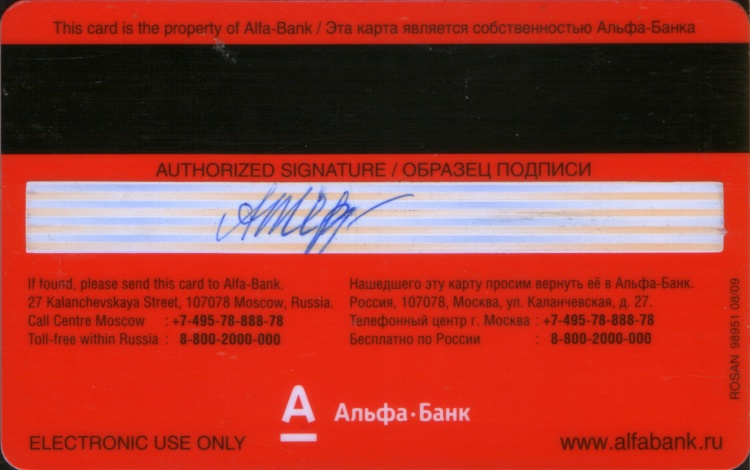 This card is the property of Alfa-Bank / Эта карта является собственностью Альфа-Банка
AUTHORIZED SIGNATURE / ОБРАЗЕЦ ПОДПИСИ
If found, please send this card to Alfa-Bank.
27 Kalanchevskaya Street, 107078 Moscow, Russia.
Call Centre Moscow : +7-495-78-888-78
Toll-free within Russia : 8-800-2000-000
Нашедшего эту карту просим вернуть её в Альфа-Банк.
Россия, 107078, Москва, ул. Каланчевская, д. 27.
Телефонный центр г. Москва : +7-495-78-888-78
Бесплатно по России : 8-800-2000-000
ROSAN 98951 08/09
А Альфа·Банк
ELECTRONIC USE ONLY
www.alfabank.ru